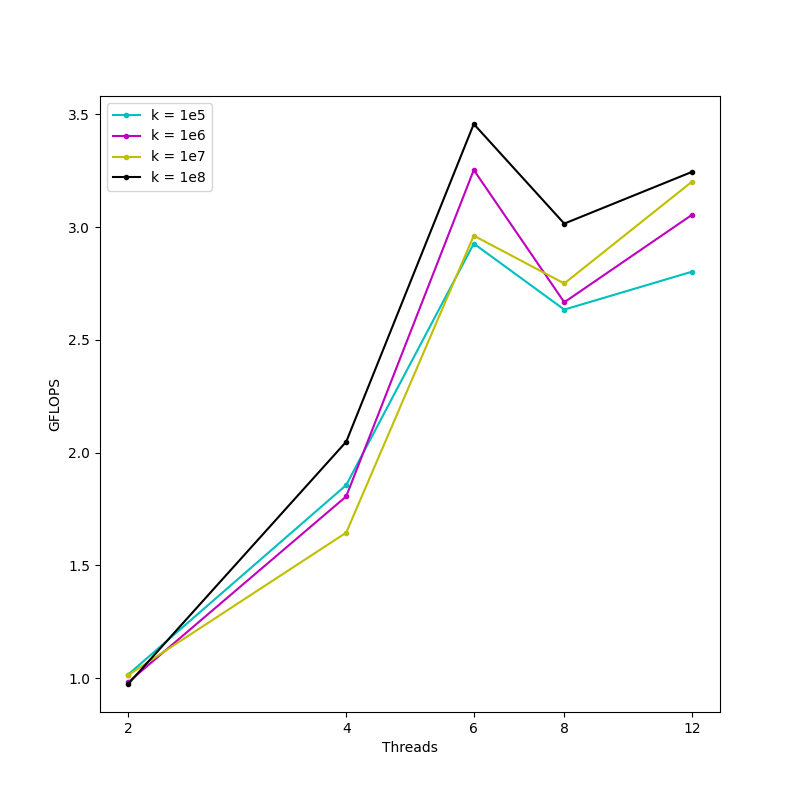 k = 1e5
k = 1e6
k = 1e7
k = 1e8
3.5
3.0
2.5
2.0
1.5
1.0
GFLOPS
2 4 6 8 12
Threads